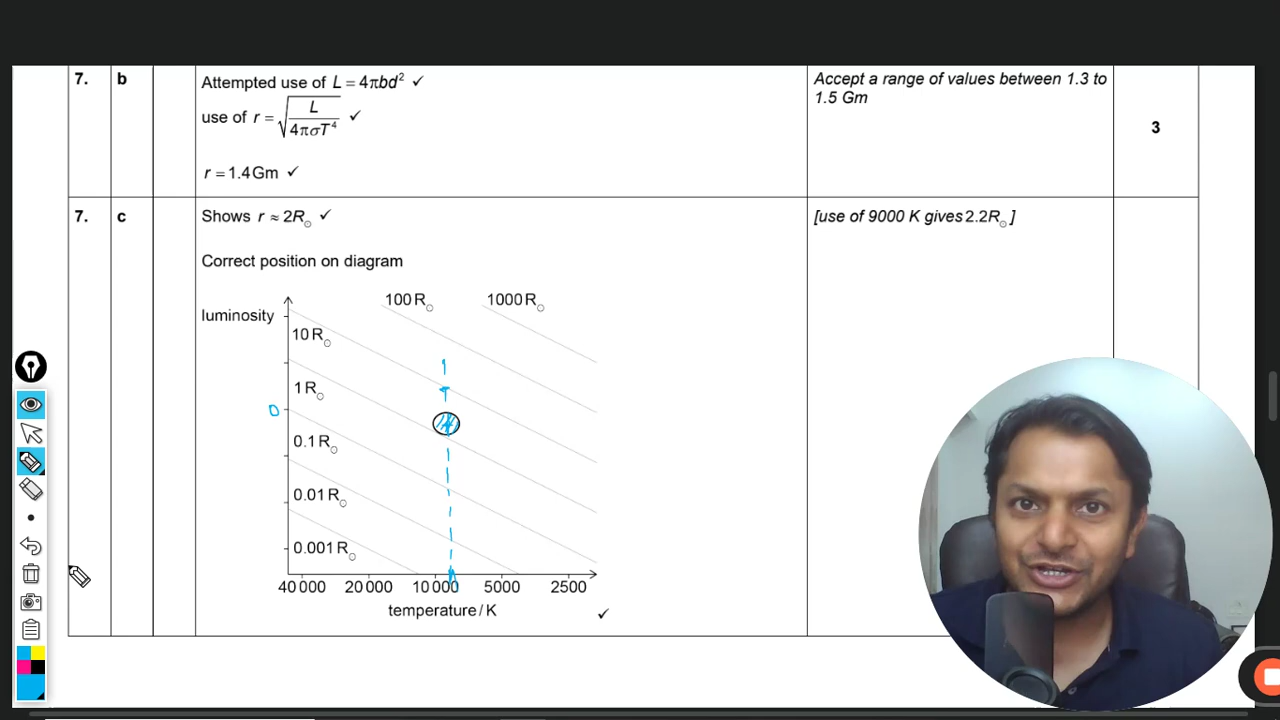 7. b Attempted use of L = 4πbd² ✓ Accept a range of values between 1.3 to
1.5 Gm
use of r = √(L / 4πσT⁴) ✓
3
r = 1.4 Gm ✓
7. c Shows r ≈ 2R☉ ✓ [use of 9000 K gives 2.2R☉]
Correct position on diagram
100 R☉ 1000 R☉
luminosity
10 R☉
1 R☉
0.1 R☉
0.01 R☉
0.001 R☉
40 000 20 000 10 000 5000 2500
temperature / K ✓